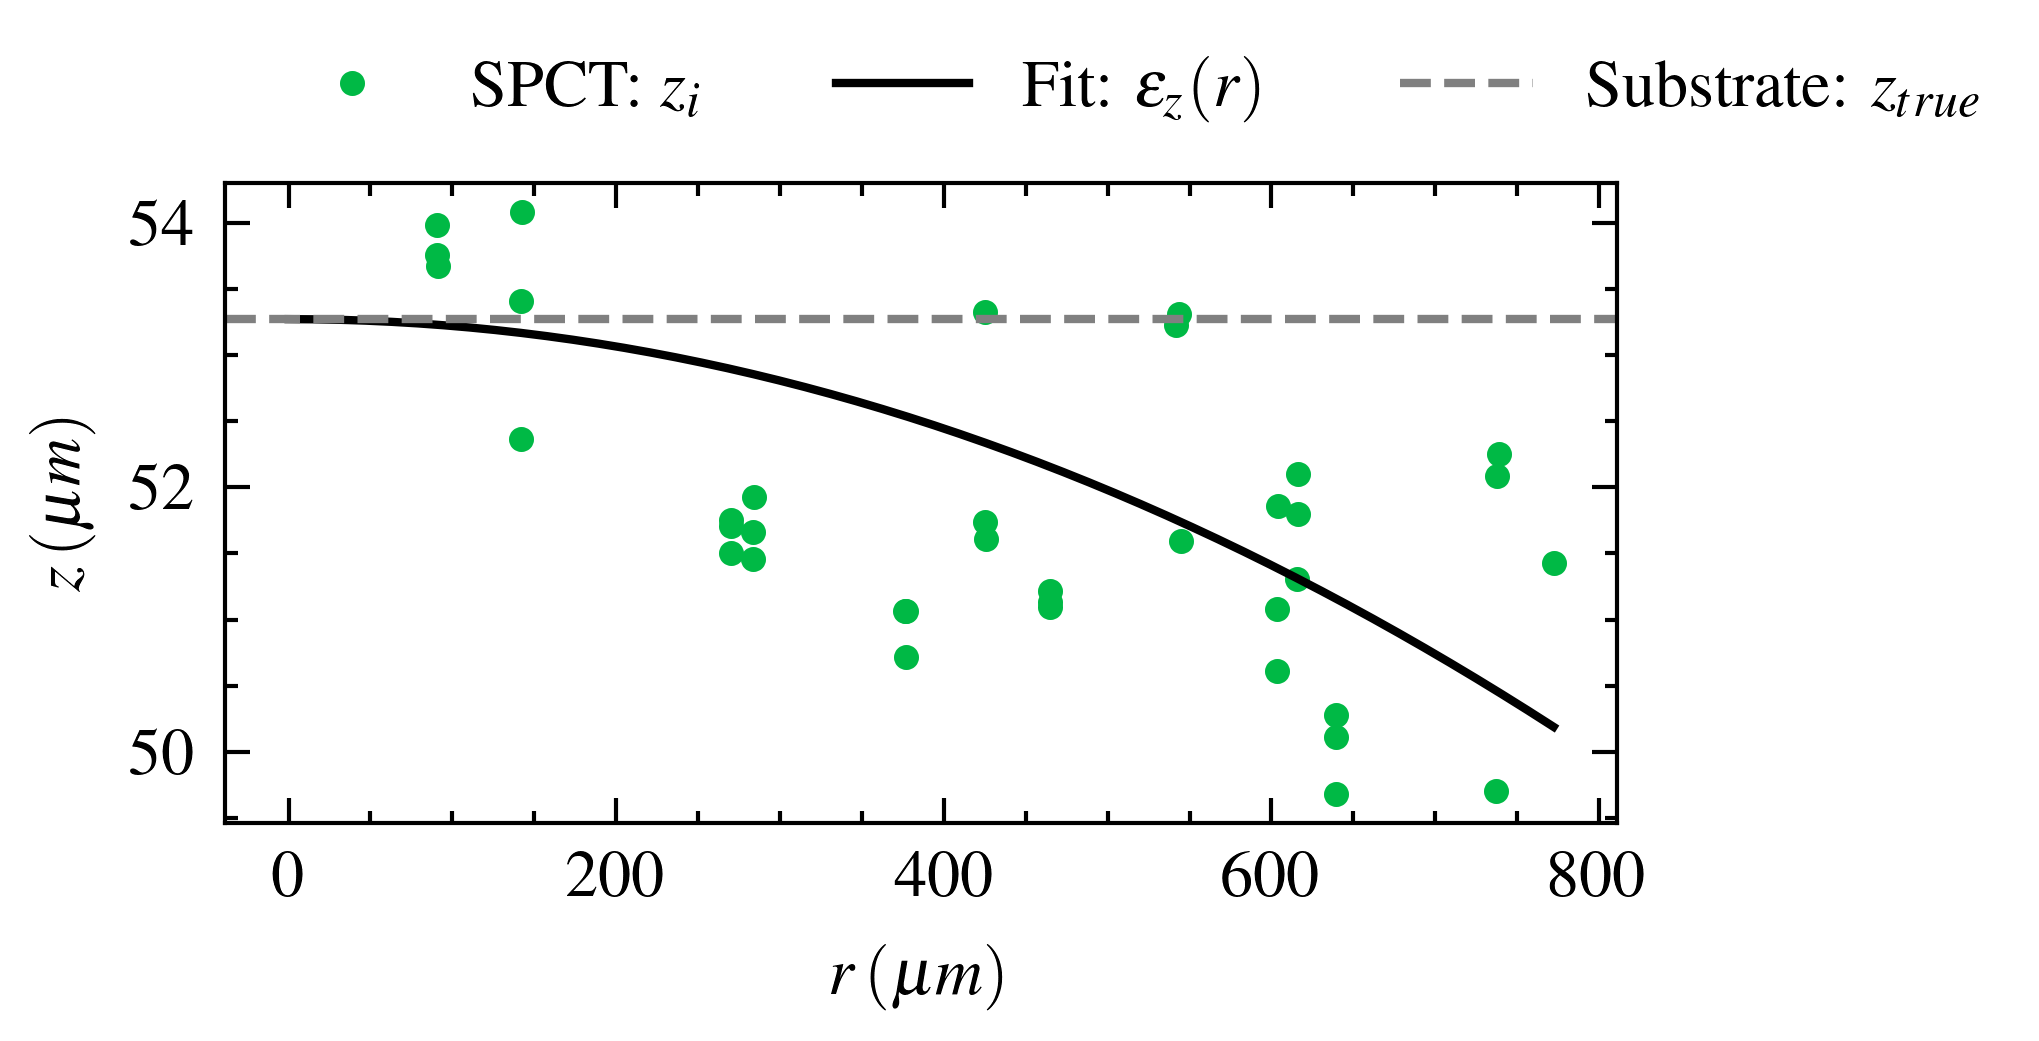 SPCT: z_i Fit: ε_z(r) Substrate: z_true
54
52
50
z (μm)
0 200 400 600 800
r (μm)